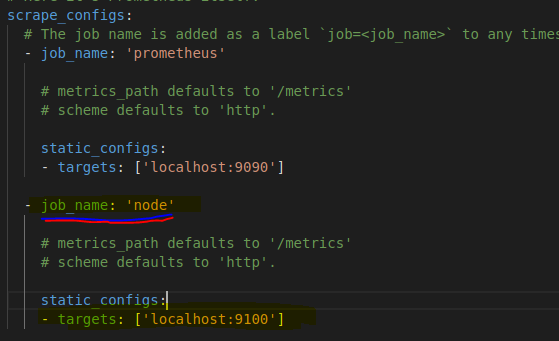 scrape_configs:
# The job name is added as a label `job=<job_name>` to any times
- job_name: 'prometheus'
# metrics_path defaults to '/metrics'
# scheme defaults to 'http'.
static_configs:
- targets: ['localhost:9090']
- job_name: 'node'
# metrics_path defaults to '/metrics'
# scheme defaults to 'http'.
static_configs:
- targets: ['localhost:9100']